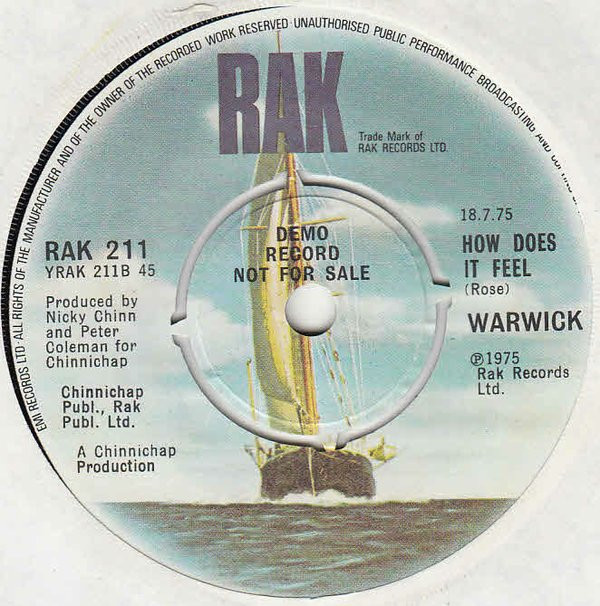 EMI RECORDS LTD· ALL RIGHTS OF THE MANUFACTURER AND OF THE OWNER OF THE RECORDED WORK RESERVED UNAUTHORISED PUBLIC PERFORMANCE BROADCASTING AND
RAK
Trade Mark of
RAK RECORDS LTD.
RAK 211
YRAK 211B 45
Produced by
Nicky Chinn
and Peter
Coleman for
Chinnichap
Chinnichap
Publ., Rak
Publ. Ltd.
A Chinnichap
Production
DEMO
RECORD
NOT FOR SALE
18.7.75
HOW DOES
IT FEEL
(Rose)
WARWICK
℗1975
Rak Records
Ltd.